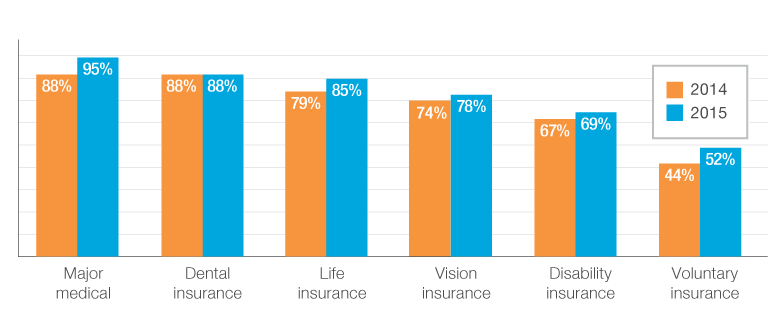 95%
88%
88%
88%
79%
85%
74%
78%
67%
69%
44%
52%
2014
2015
Major
medical
Dental
insurance
Life
insurance
Vision
insurance
Disability
insurance
Voluntary
insurance